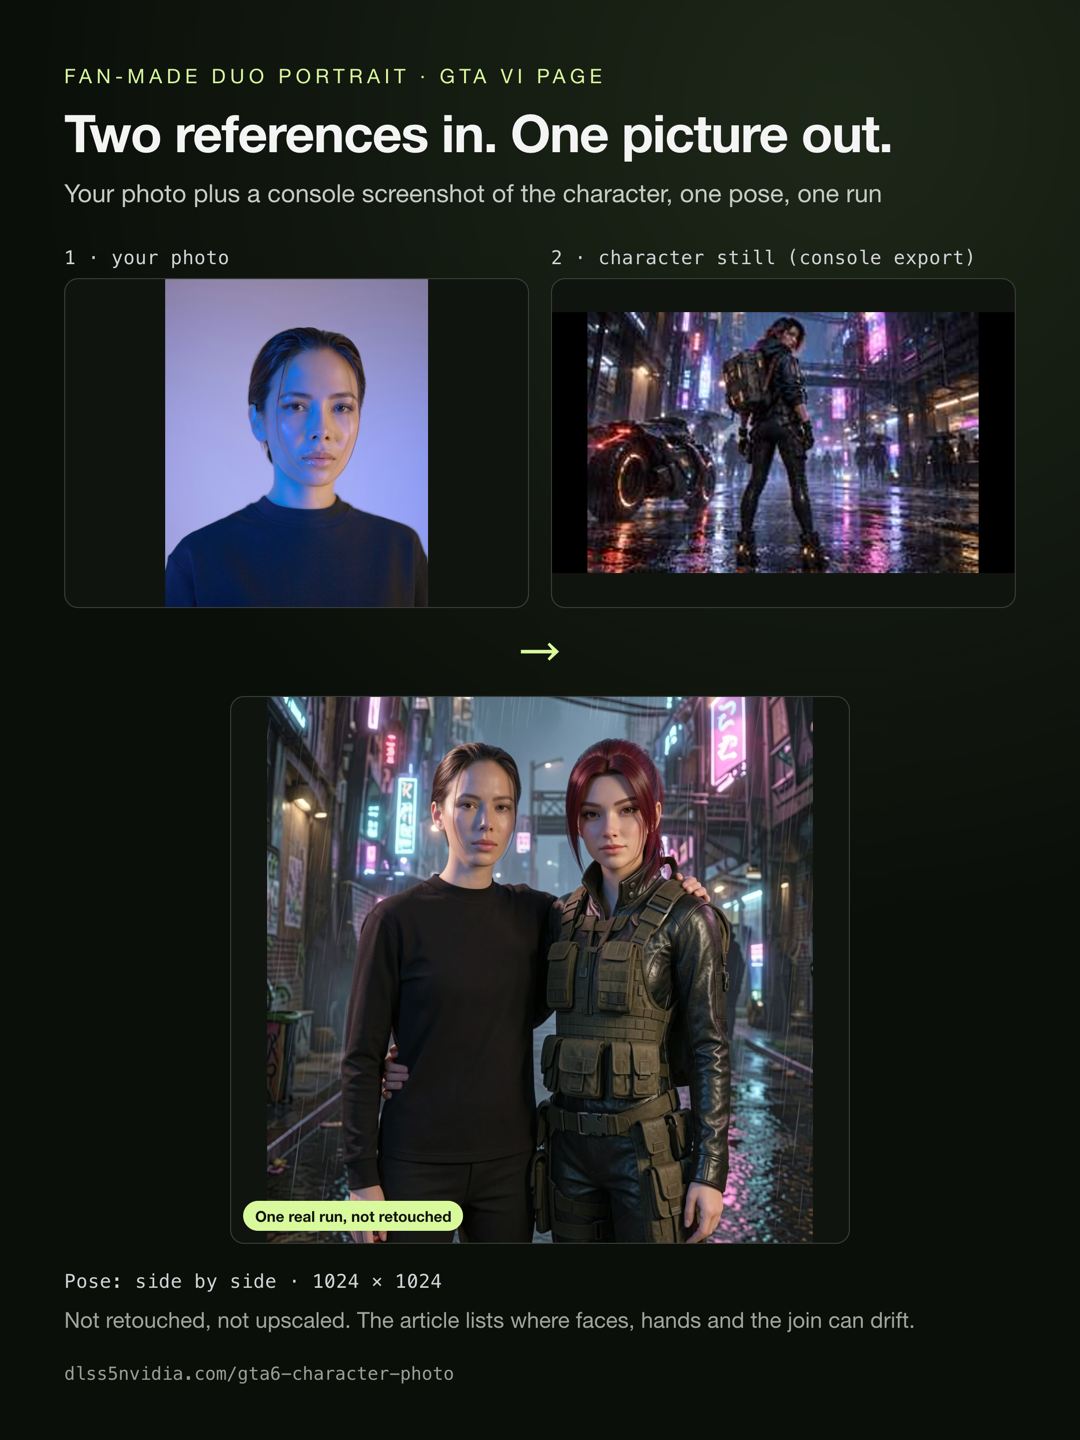 FAN-MADE DUO PORTRAIT · GTA VI PAGE
Two references in. One picture out.
Your photo plus a console screenshot of the character, one pose, one run
1 · your photo
2 · character still (console export)
One real run, not retouched
Pose: side by side · 1024 × 1024
Not retouched, not upscaled. The article lists where faces, hands and the join can drift.
dlss5nvidia.com/gta6-character-photo